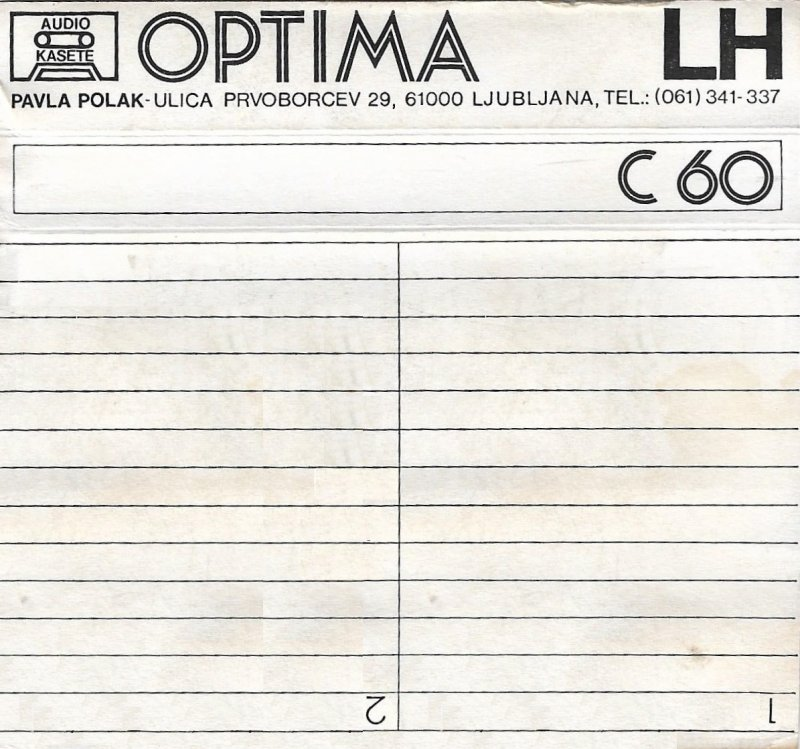 AUDIO
KASETE
OPTIMA
LH
PAVLA POLAK-ULICA PRVOBORCEV 29, 61000 LJUBLJANA, TEL.: (061) 341-337
C 60
2
1